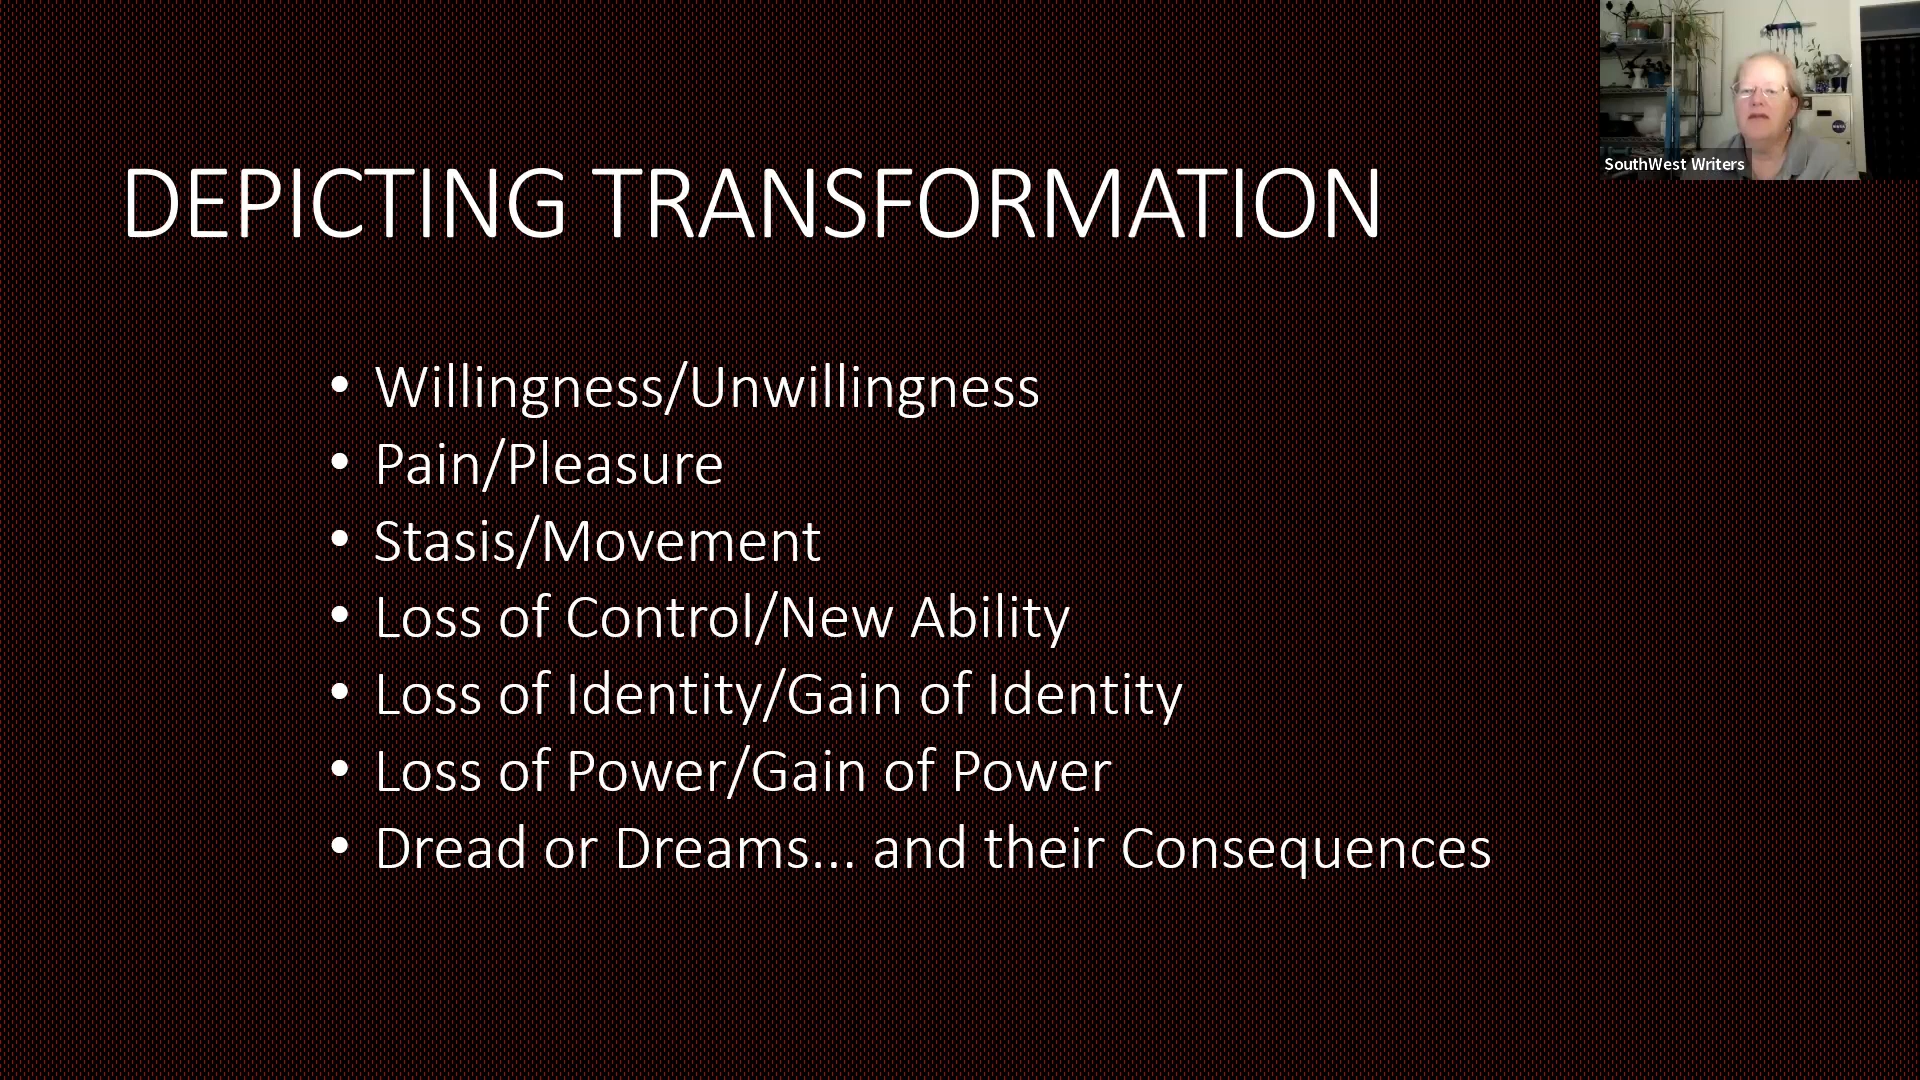 DEPICTING TRANSFORMATION
• Willingness/Unwillingness
• Pain/Pleasure
• Stasis/Movement
• Loss of Control/New Ability
• Loss of Identity/Gain of Identity
• Loss of Power/Gain of Power
• Dread or Dreams... and their Consequences
SouthWest Writers